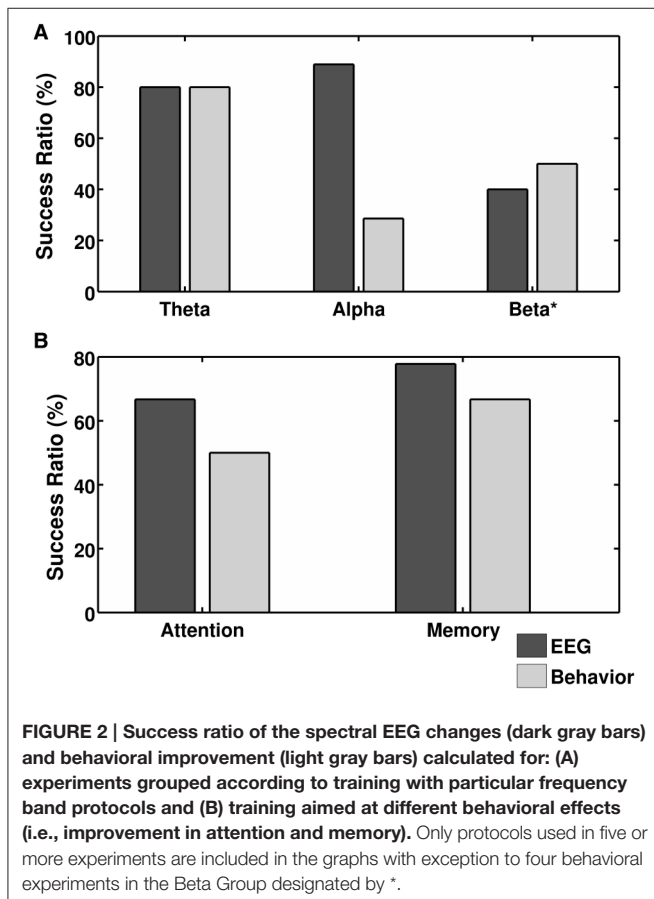 A
Success Ratio (%)
100
80
60
40
20
0
Theta Alpha Beta*
B
Success Ratio (%)
80
60
40
20
0
Attention Memory
EEG
Behavior
FIGURE 2 | Success ratio of the spectral EEG changes (dark gray bars)
and behavioral improvement (light gray bars) calculated for: (A)
experiments grouped according to training with particular frequency
band protocols and (B) training aimed at different behavioral effects
(i.e., improvement in attention and memory). Only protocols used in five or
more experiments are included in the graphs with exception to four behavioral
experiments in the Beta Group designated by *.